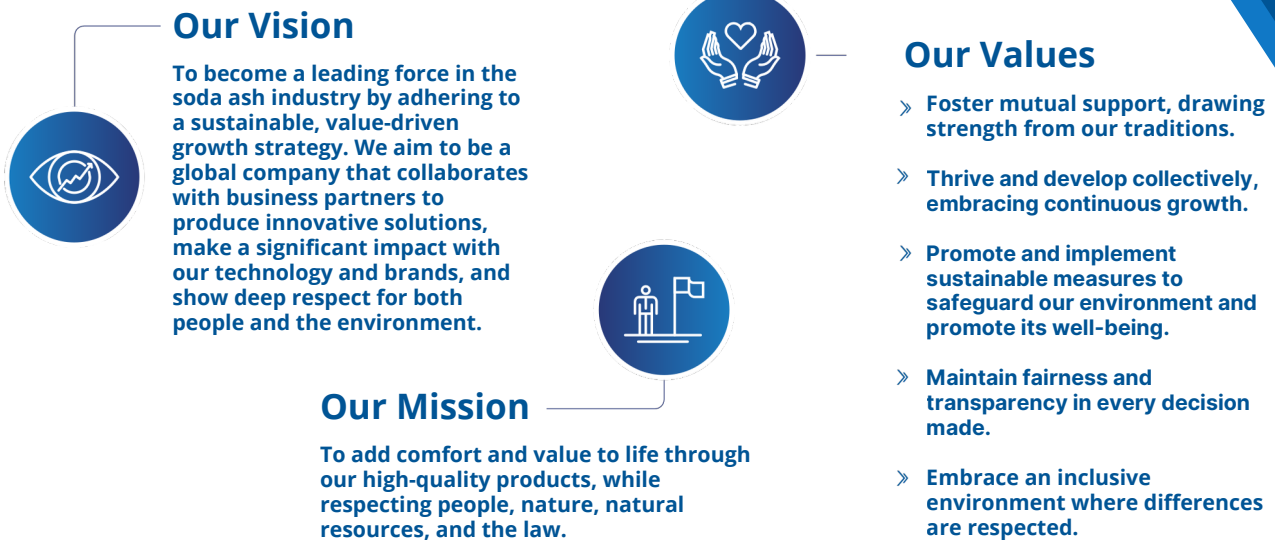 Our Vision
To become a leading force in the
soda ash industry by adhering to
a sustainable, value-driven
growth strategy. We aim to be a
global company that collaborates
with business partners to
produce innovative solutions,
make a significant impact with
our technology and brands, and
show deep respect for both
people and the environment.
Our Mission
To add comfort and value to life through
our high-quality products, while
respecting people, nature, natural
resources, and the law.
Our Values
Foster mutual support, drawing
strength from our traditions.
Thrive and develop collectively,
embracing continuous growth.
Promote and implement
sustainable measures to
safeguard our environment and
promote its well-being.
Maintain fairness and
transparency in every decision
made.
Embrace an inclusive
environment where differences
are respected.